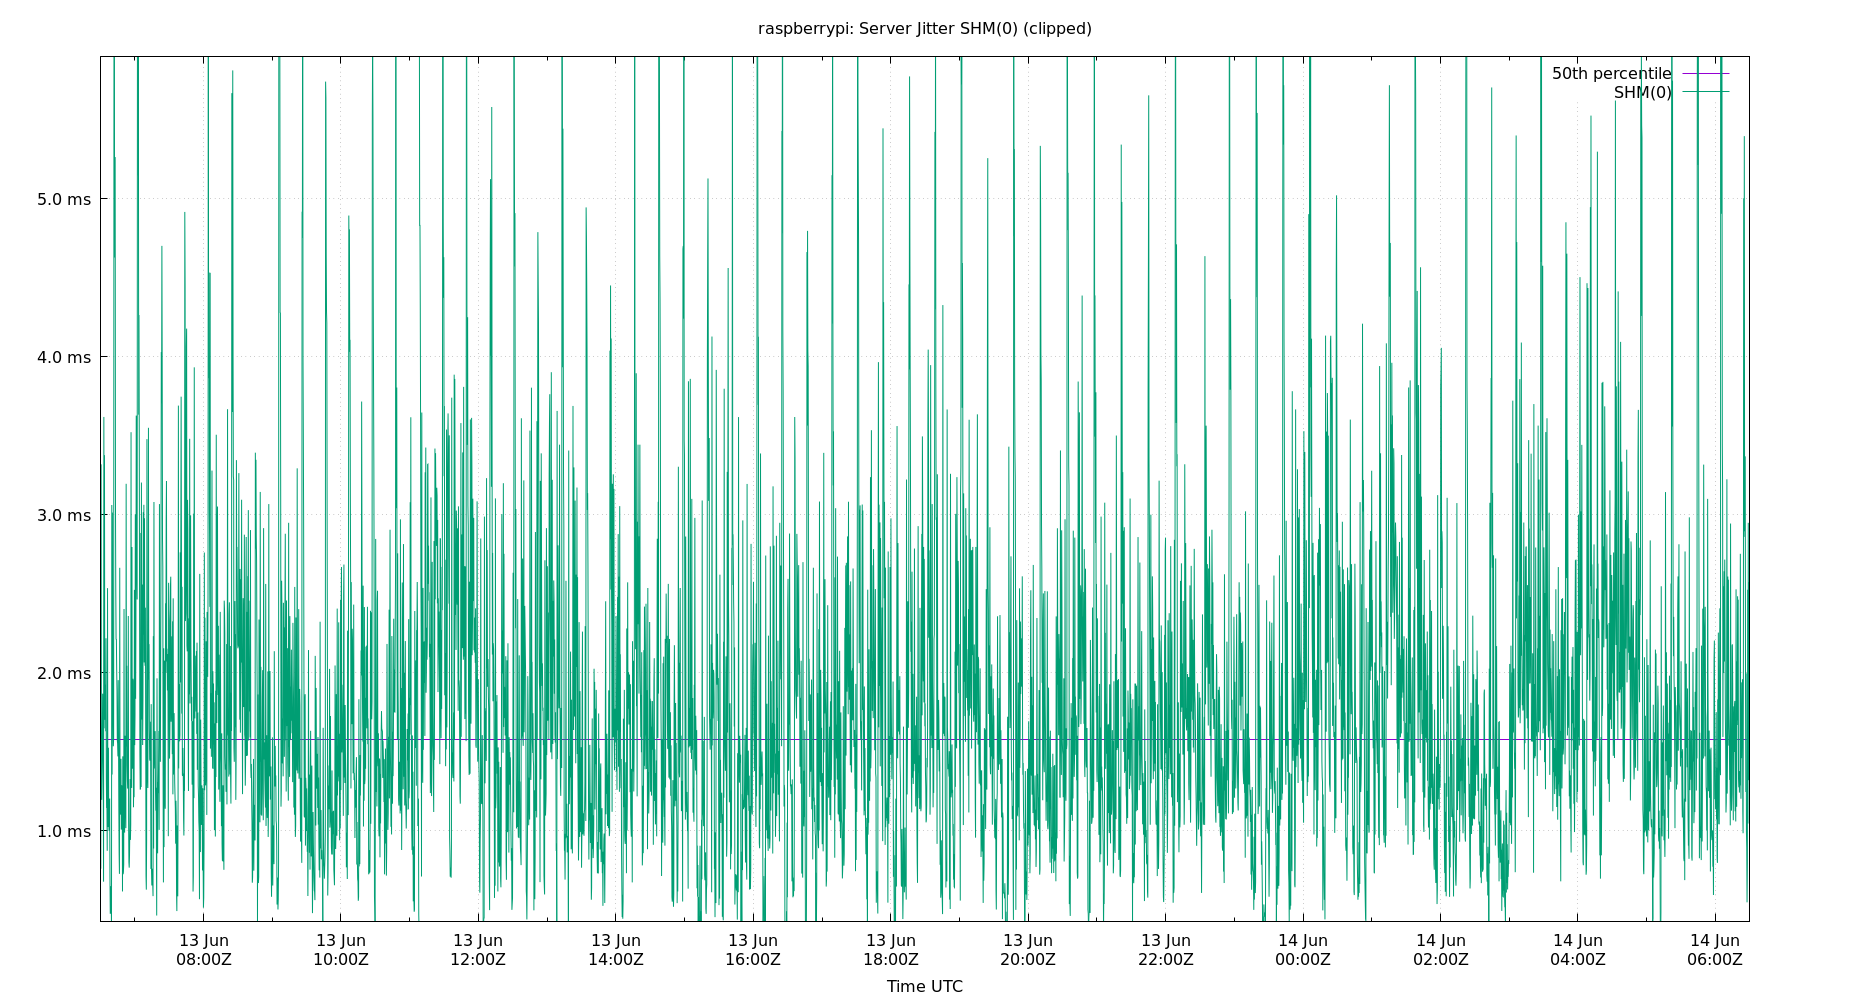 raspberrypi: Server Jitter SHM(0) (clipped)
50th percentile
SHM(0)
5.0 ms
4.0 ms
3.0 ms
2.0 ms
1.0 ms
13 Jun 13 Jun 13 Jun 13 Jun 13 Jun 13 Jun 13 Jun 13 Jun 14 Jun 14 Jun 14 Jun 14 Jun
08:00Z 10:00Z 12:00Z 14:00Z 16:00Z 18:00Z 20:00Z 22:00Z 00:00Z 02:00Z 04:00Z 06:00Z
Time UTC